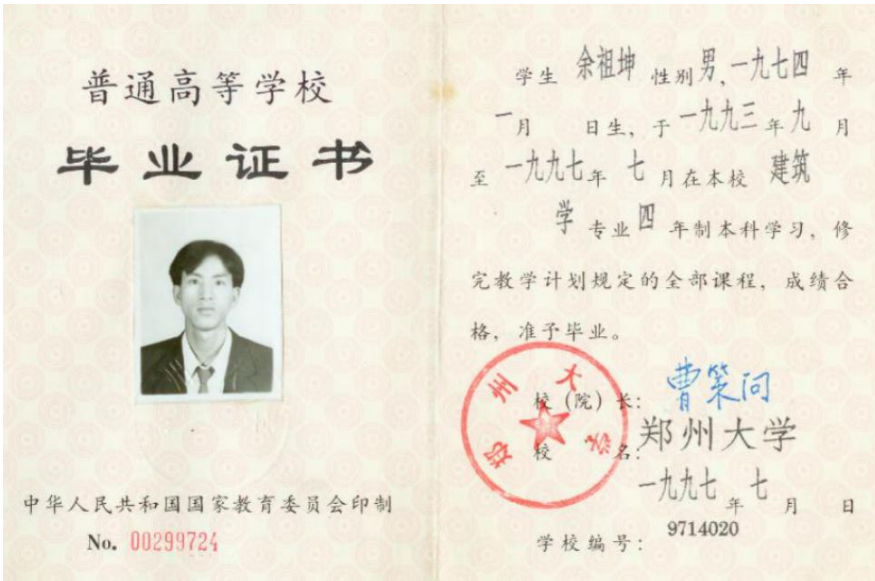 普通高等学校
毕业证书
中华人民共和国国家教育委员会印制
No. 00299724
学生 余祖坤 性别男、一九七四 年
一月 日生，于一九九三年九 月
至 一九九七年 七 月在本校 建筑
学 专业四 年制本科学习，修
完教学计划规定的全部课程，成绩合
格，准予毕业。
校（院）长：曹策问
校 名：郑州大学
郑州大学
一九九七年 七 月 日
学校编号：9714020